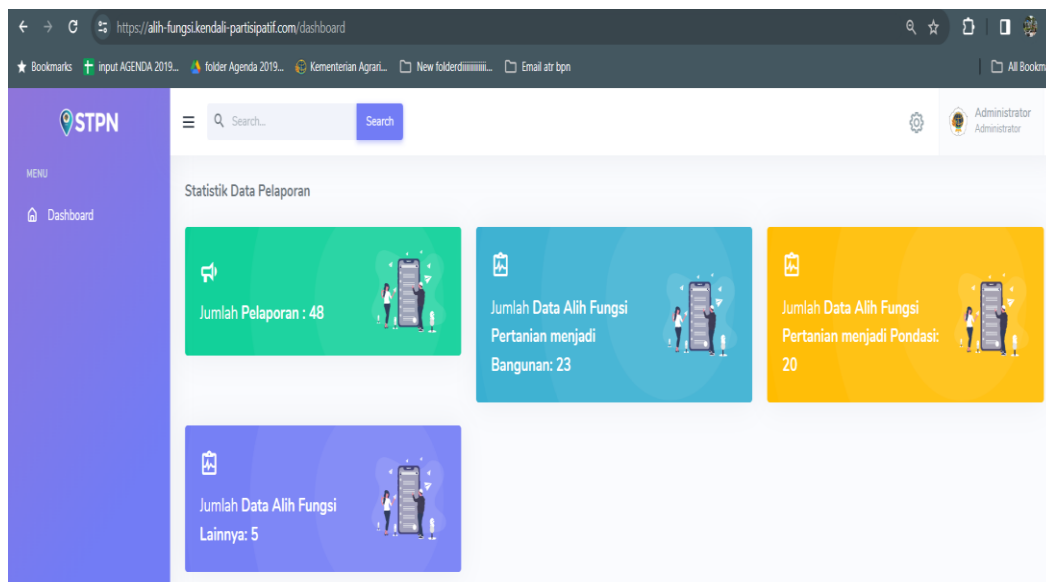 https://alih-fungsi.kendali-partisipatif.com/dashboard
Bookmarks input AGENDA 2019... folder Agenda 2019... Kementerian Agrari... New folderdiiiiiiiiiii... Email atr bpn All Bookm
STPN
Search... Search
Administrator
Administrator
MENU
Dashboard
Statistik Data Pelaporan
Jumlah Pelaporan : 48
Jumlah Data Alih Fungsi
Pertanian menjadi
Bangunan: 23
Jumlah Data Alih Fungsi
Pertanian menjadi Pondasi:
20
Jumlah Data Alih Fungsi
Lainnya: 5